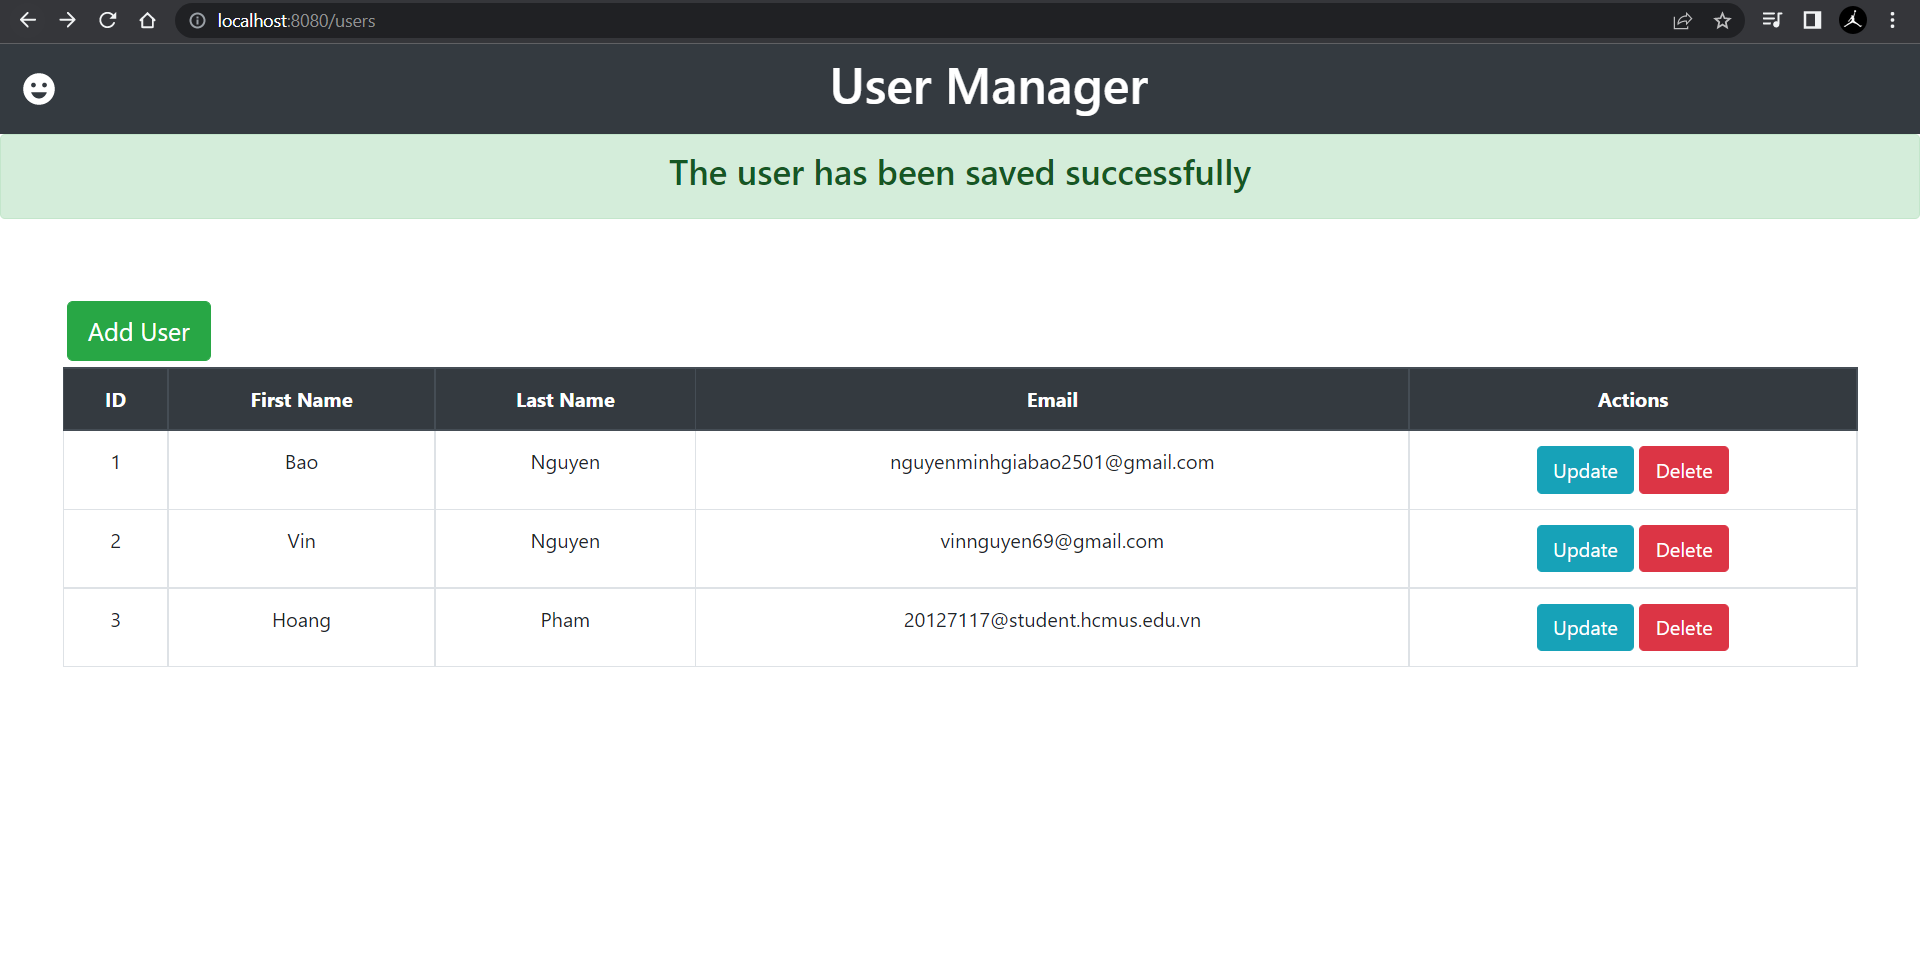 localhost:8080/users
User Manager
The user has been saved successfully
Add User
ID First Name Last Name Email Actions
1 Bao Nguyen nguyenminhgiabao2501@gmail.com Update Delete
2 Vin Nguyen vinnguyen69@gmail.com Update Delete
3 Hoang Pham 20127117@student.hcmus.edu.vn Update Delete